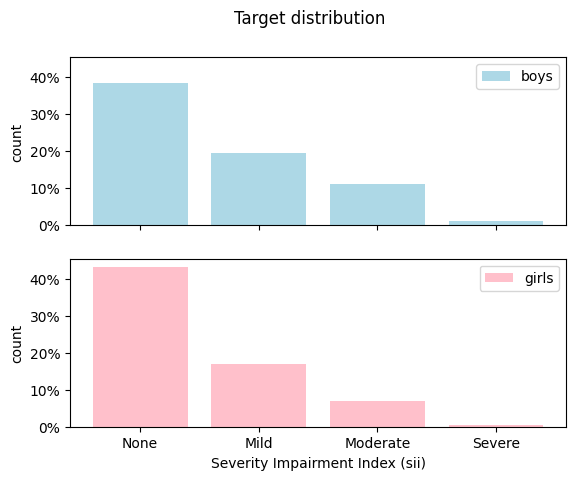 Target distribution
boys
40%
30%
20%
10%
0%
count
girls
40%
30%
20%
10%
0%
count
None Mild Moderate Severe
Severity Impairment Index (sii)